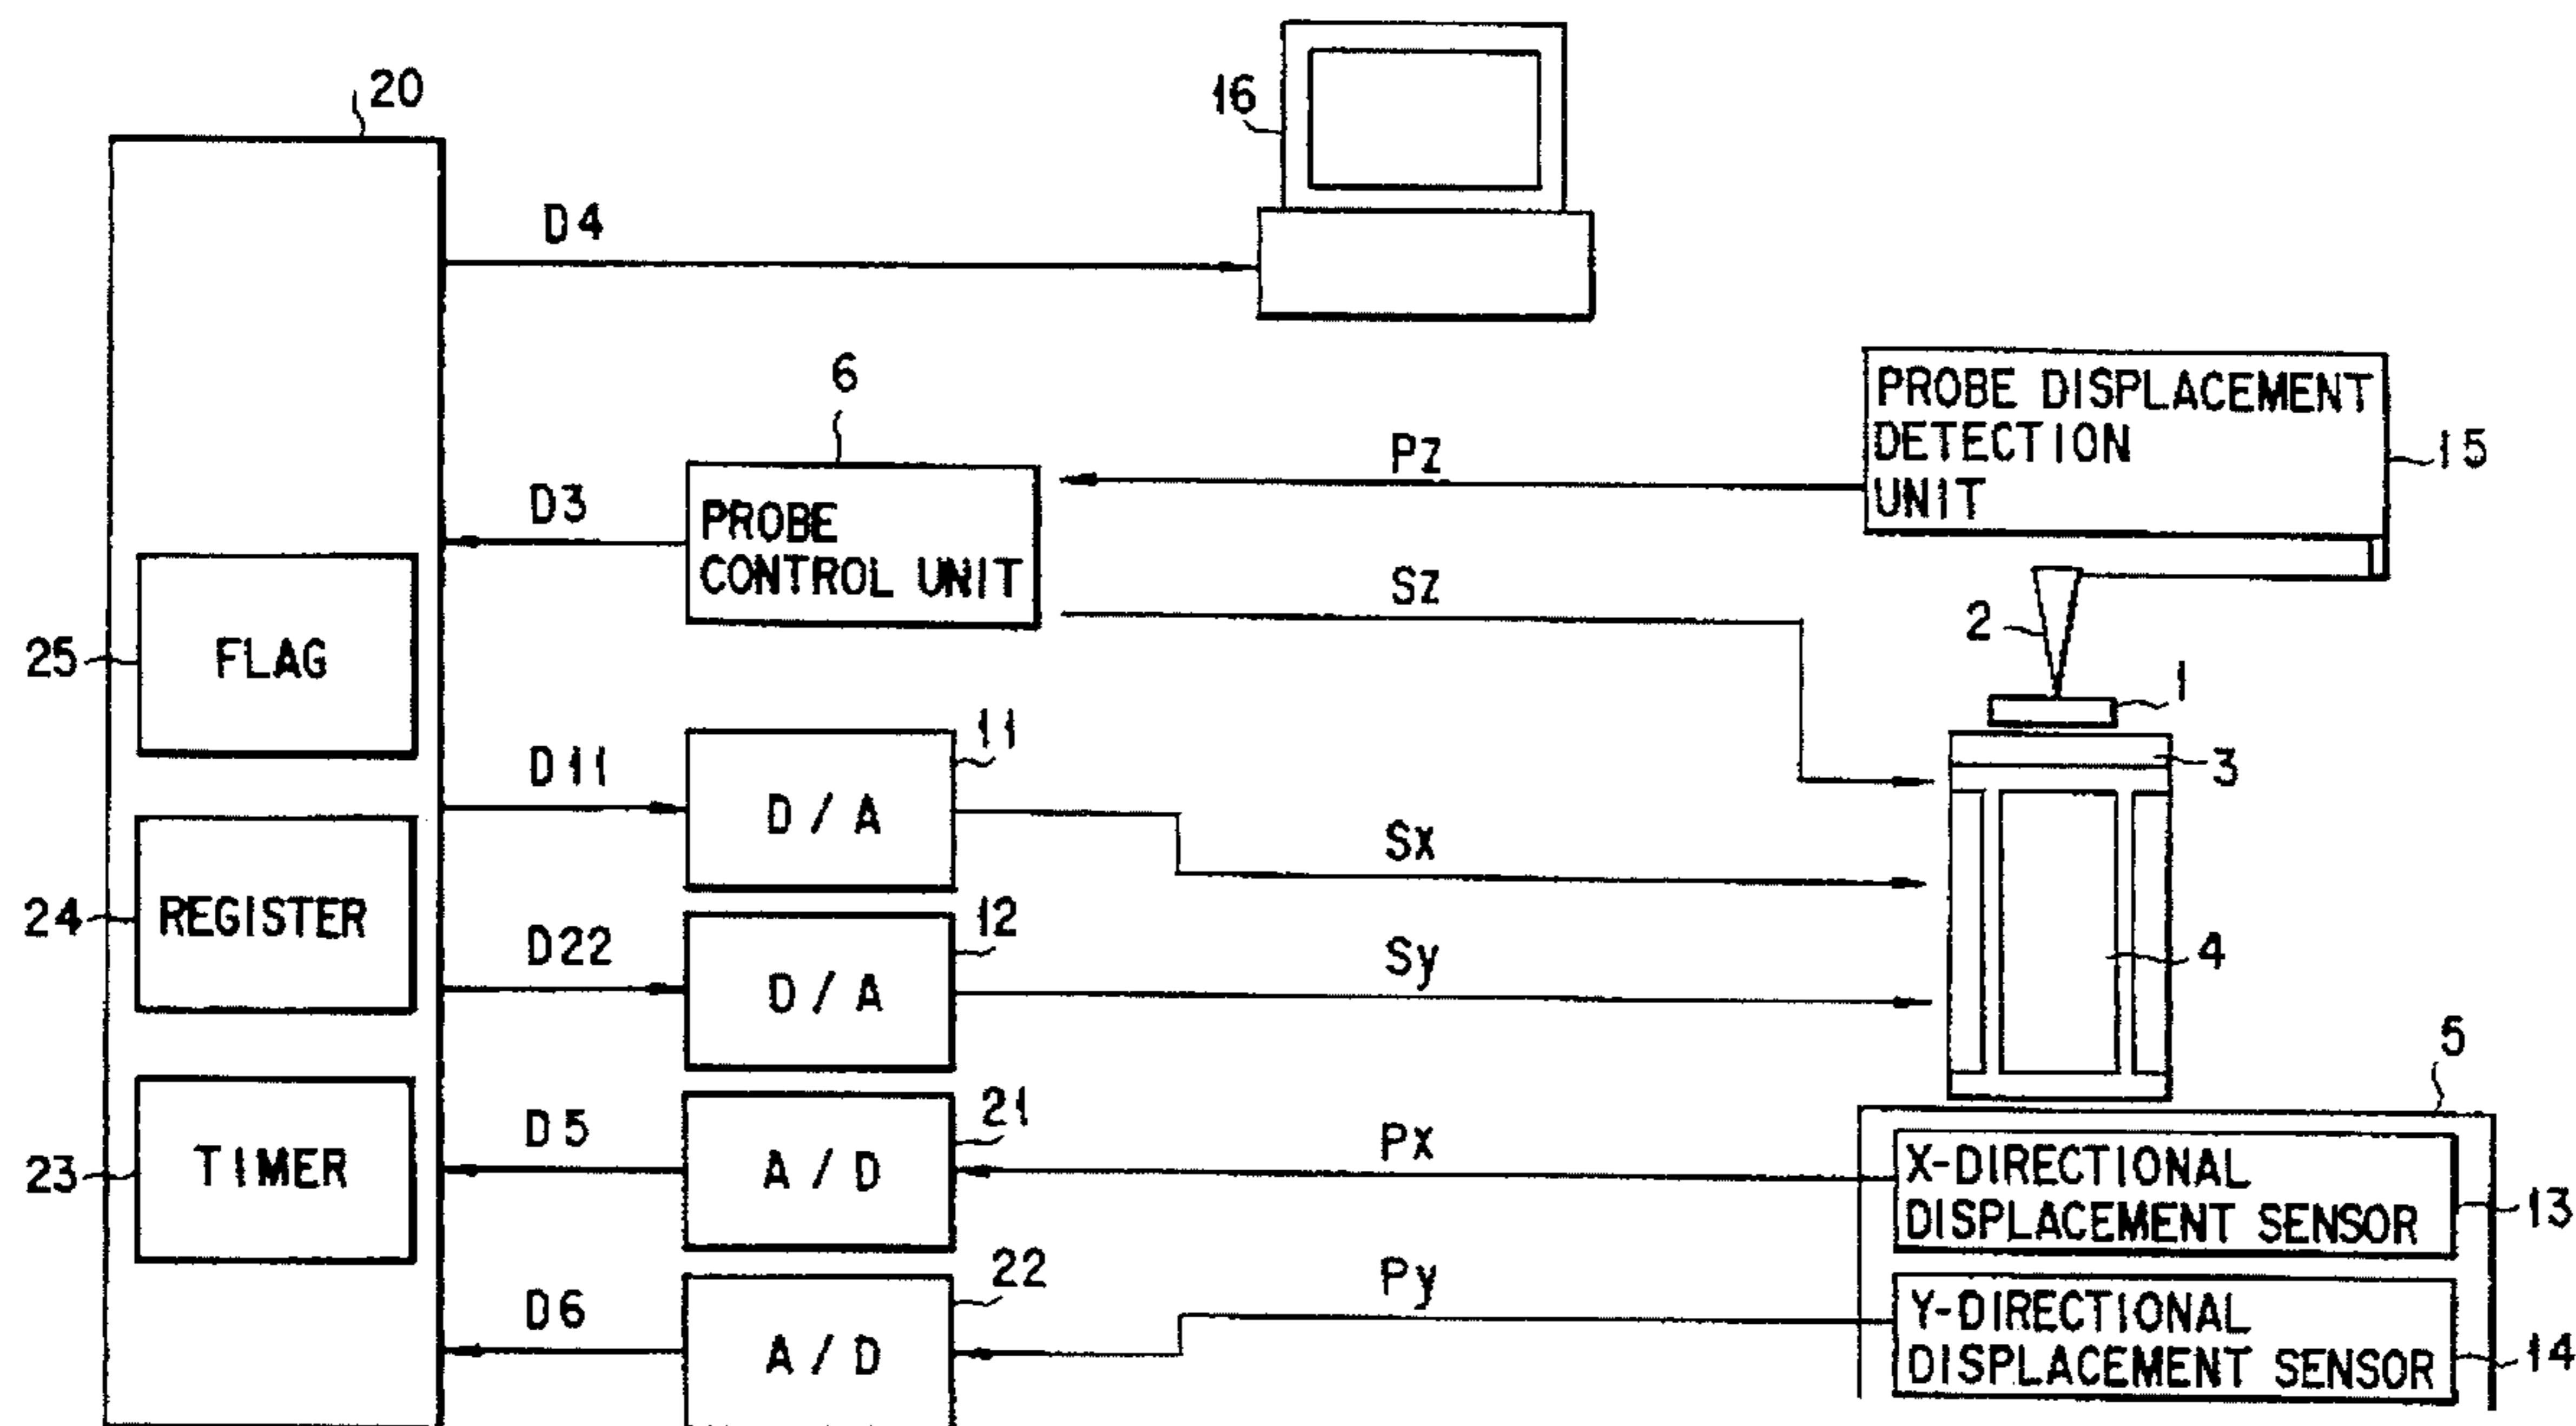 20
16
D4
6
PROBE DISPLACEMENT
DETECTION
UNIT
15
Pz
D3
PROBE
CONTROL UNIT
Sz
2
1
25
FLAG
11
D11
D/A
3
Sx
24
REGISTER
12
D22
D/A
Sy
4
5
21
D5
A/D
Px
X-DIRECTIONAL
DISPLACEMENT SENSOR
13
23
TIMER
22
D6
A/D
Py
Y-DIRECTIONAL
DISPLACEMENT SENSOR
14